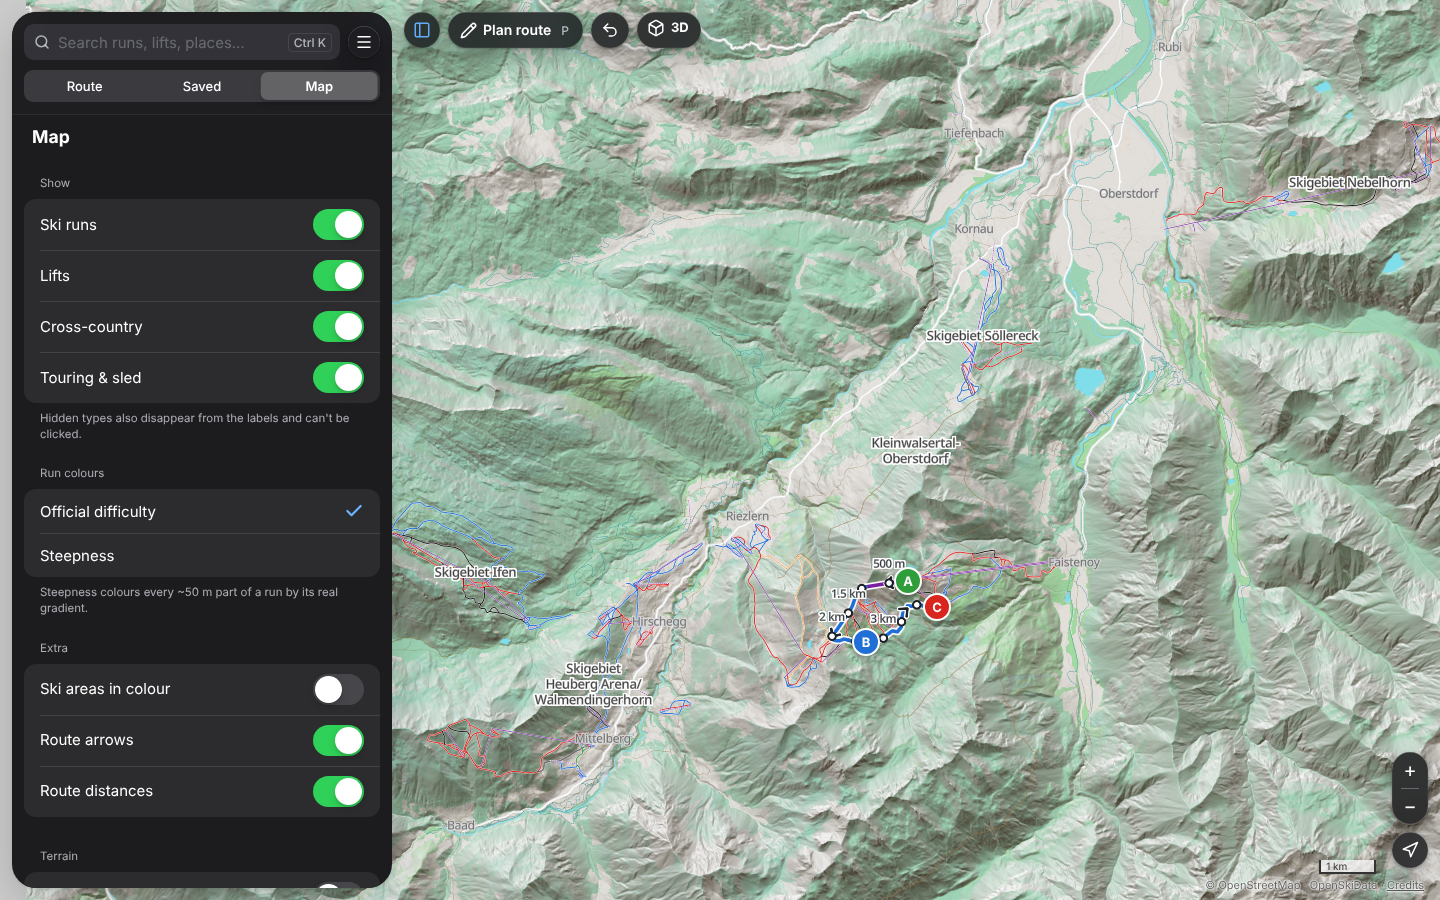 Search runs, lifts, places...
Ctrl K
Plan route P
3D
Route
Saved
Map
Map
Show
Ski runs
Lifts
Cross-country
Touring & sled
Hidden types also disappear from the labels and can't be
clicked.
Run colours
Official difficulty
Steepness
Steepness colours every ~50 m part of a run by its real
gradient.
Extra
Ski areas in colour
Route arrows
Route distances
Terrain
Rubi
Tiefenbach
Skigebiet Nebelhorn
Oberstdorf
Kornau
Skigebiet Söllereck
Kleinwalsertal-
Oberstdorf
Riezlern
Skigebiet Ifen
500 m
A
Faistenoy
1.5 km
C
2 km
3 km
B
Hirschegg
Skigebiet
Heuberg Arena/
Walmendingerhorn
Mittelberg
Baad
+
−
1 km
© OpenStreetMap · OpenSkiData · Credits